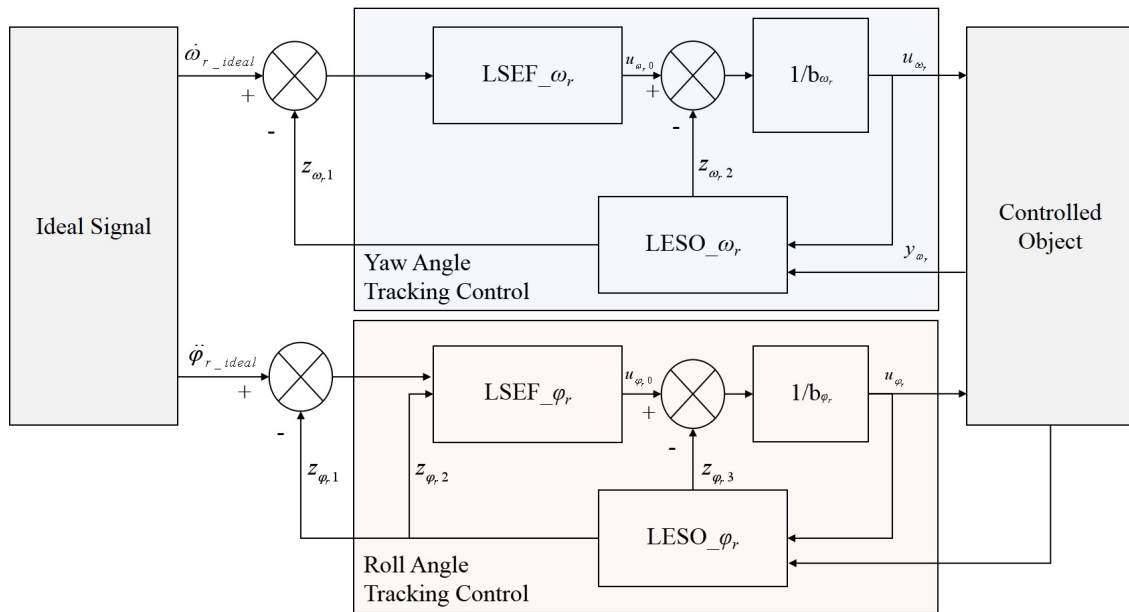 Ideal Signal
ω̇r_ideal
+
-
zωr1
LSEF_ωr
uωr0
+
-
zωr2
1/bωr
uωr
LESO_ωr
yωr
Yaw Angle
Tracking Control
Controlled
Object
φ̈r_ideal
+
-
zφr1
zφr2
LSEF_φr
uφr0
+
-
zφr3
1/bφr
uφr
LESO_φr
Roll Angle
Tracking Control